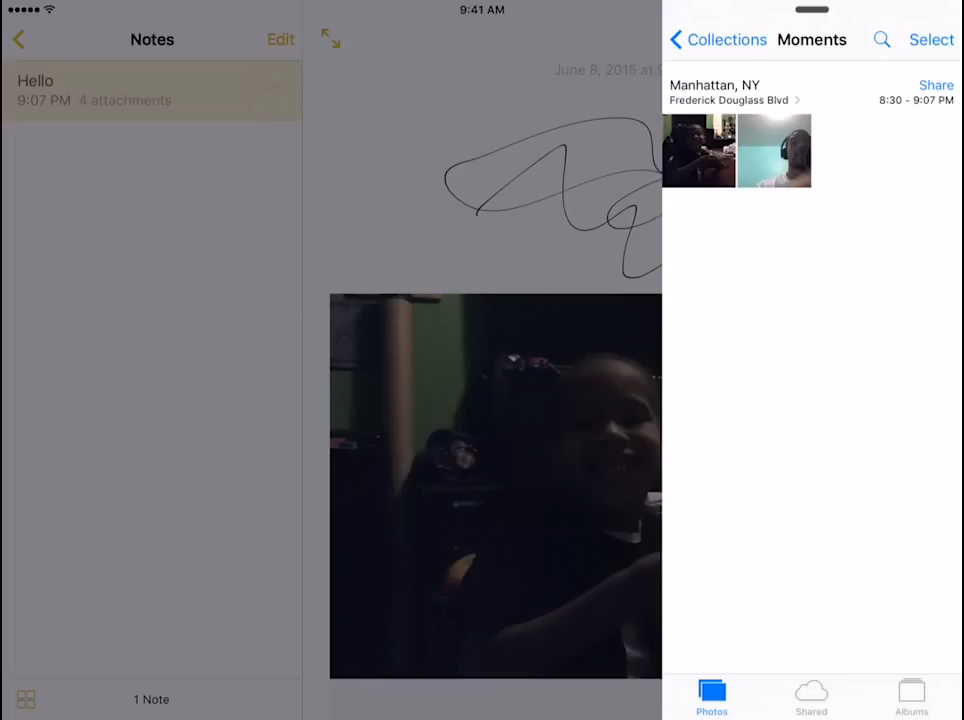 9:41 AM
Notes
Edit
Hello
9:07 PM 4 attachments
1 Note
June 8, 2015 at 9
Collections
Moments
Select
Manhattan, NY
Share
Frederick Douglass Blvd
8:30 - 9:07 PM
Photos
Shared
Albums